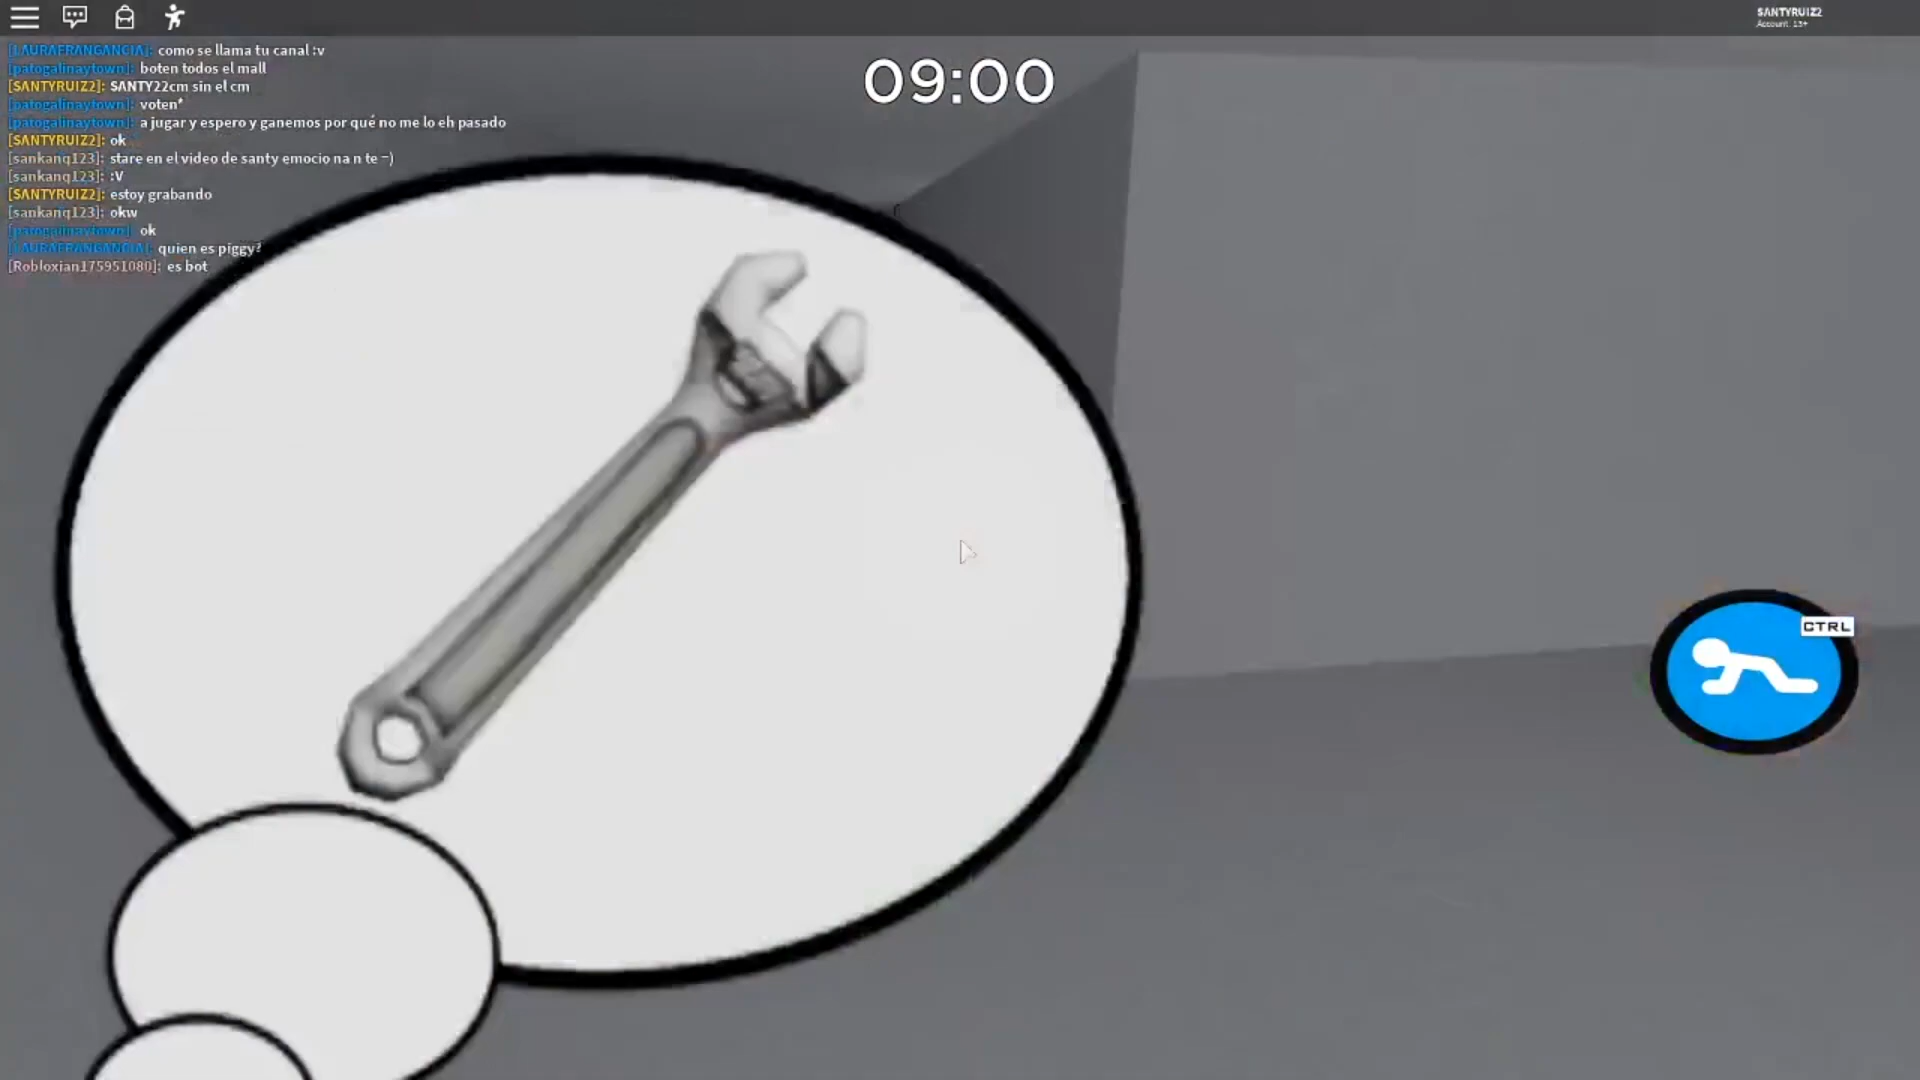 SANTYRUIZ2
Account: 13+
[LAURAFRANGANCIA]: como se llama tu canal :v
[patogalinaytown]: boten todos el mall
[SANTYRUIZ2]: SANTY22cm sin el cm
[patogalinaytown]: voten*
[patogalinaytown]: a jugar y espero y ganemos por qué no me lo eh pasado
[SANTYRUIZ2]: ok
[sankanq123]: stare en el video de santy emocio na n te =)
[sankanq123]: :V
[SANTYRUIZ2]: estoy grabando
[sankanq123]: okw
[patogalinaytown]: ok
[LAURAFRANGANCIA]: quien es piggy?
[Robloxian175951080]: es bot
09:00
CTRL